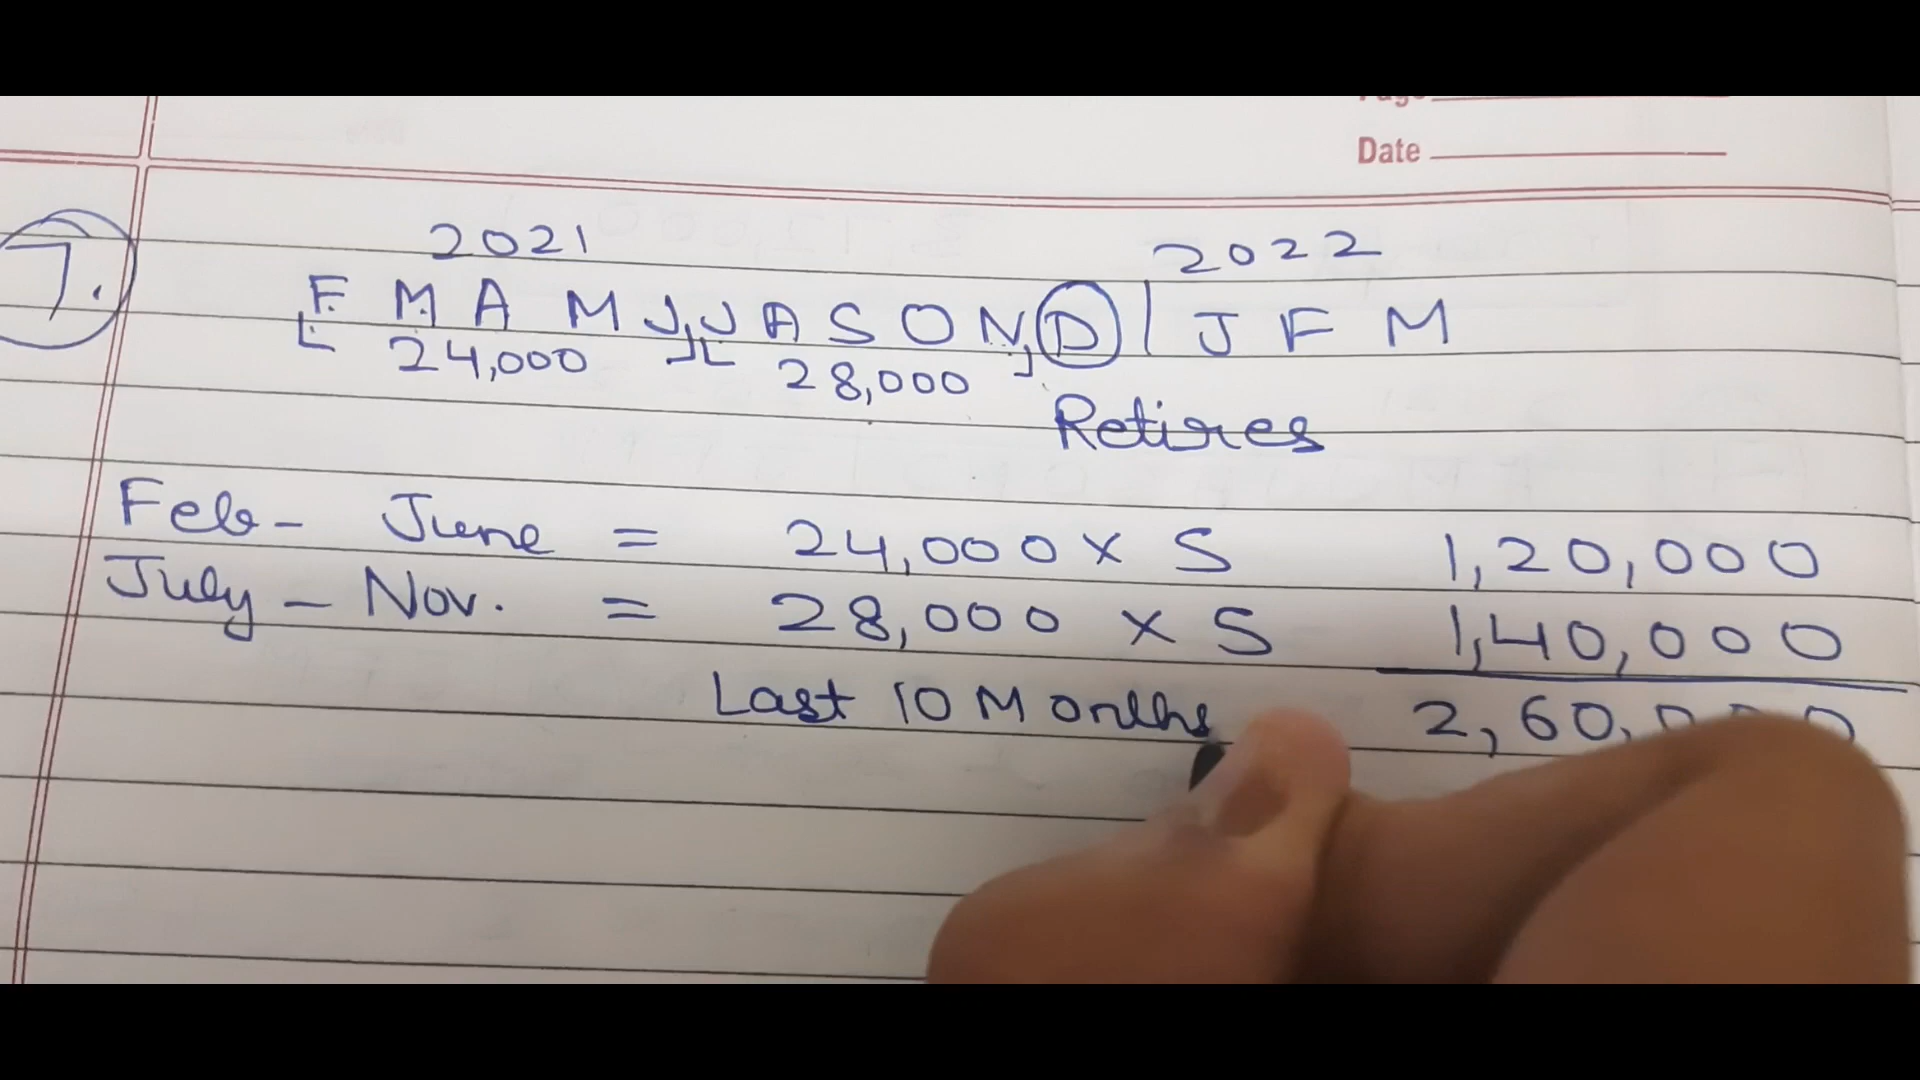 Date
2021 2022
7. F M A M J J A S O N D | J F M
24,000 28,000
Retires
Feb - June = 24,000 x 5 1,20,000
July - Nov. = 28,000 x 5 1,40,000
Last 10 Months 2,60,000